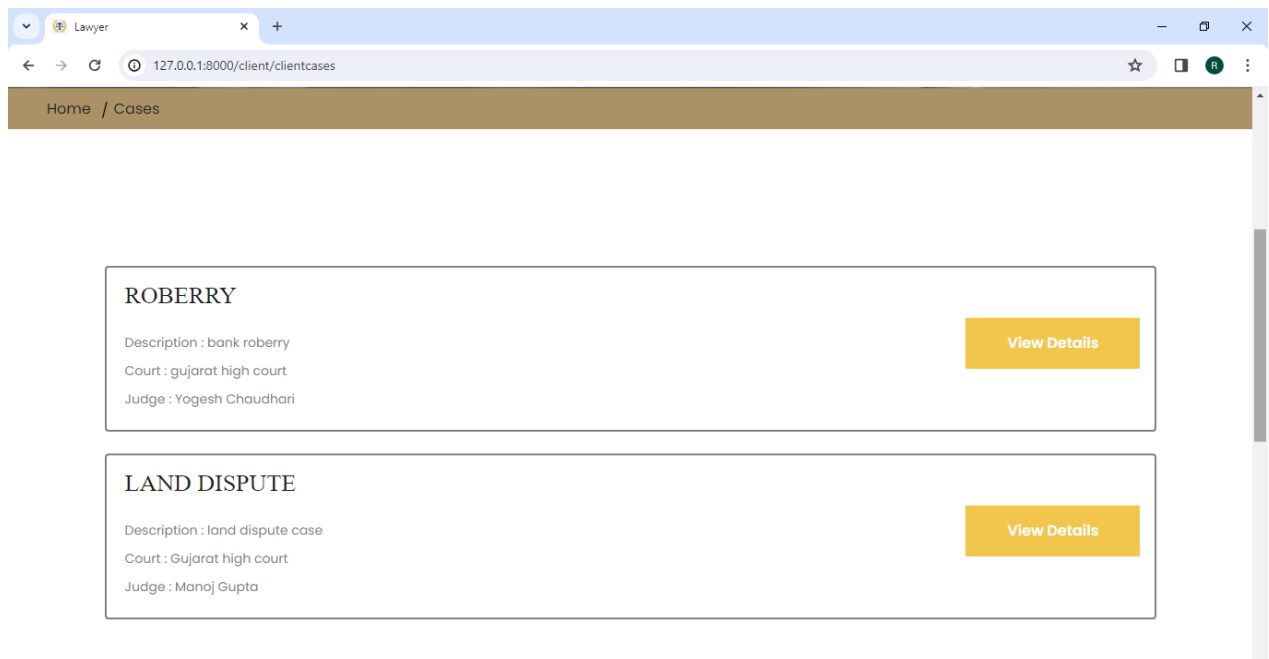 Lawyer
127.0.0.1:8000/client/clientcases
R
Home / Cases
ROBERRY
Description : bank roberry
Court : gujarat high court
Judge : Yogesh Chaudhari
View Details
LAND DISPUTE
Description : land dispute case
Court : Gujarat high court
Judge : Manoj Gupta
View Details